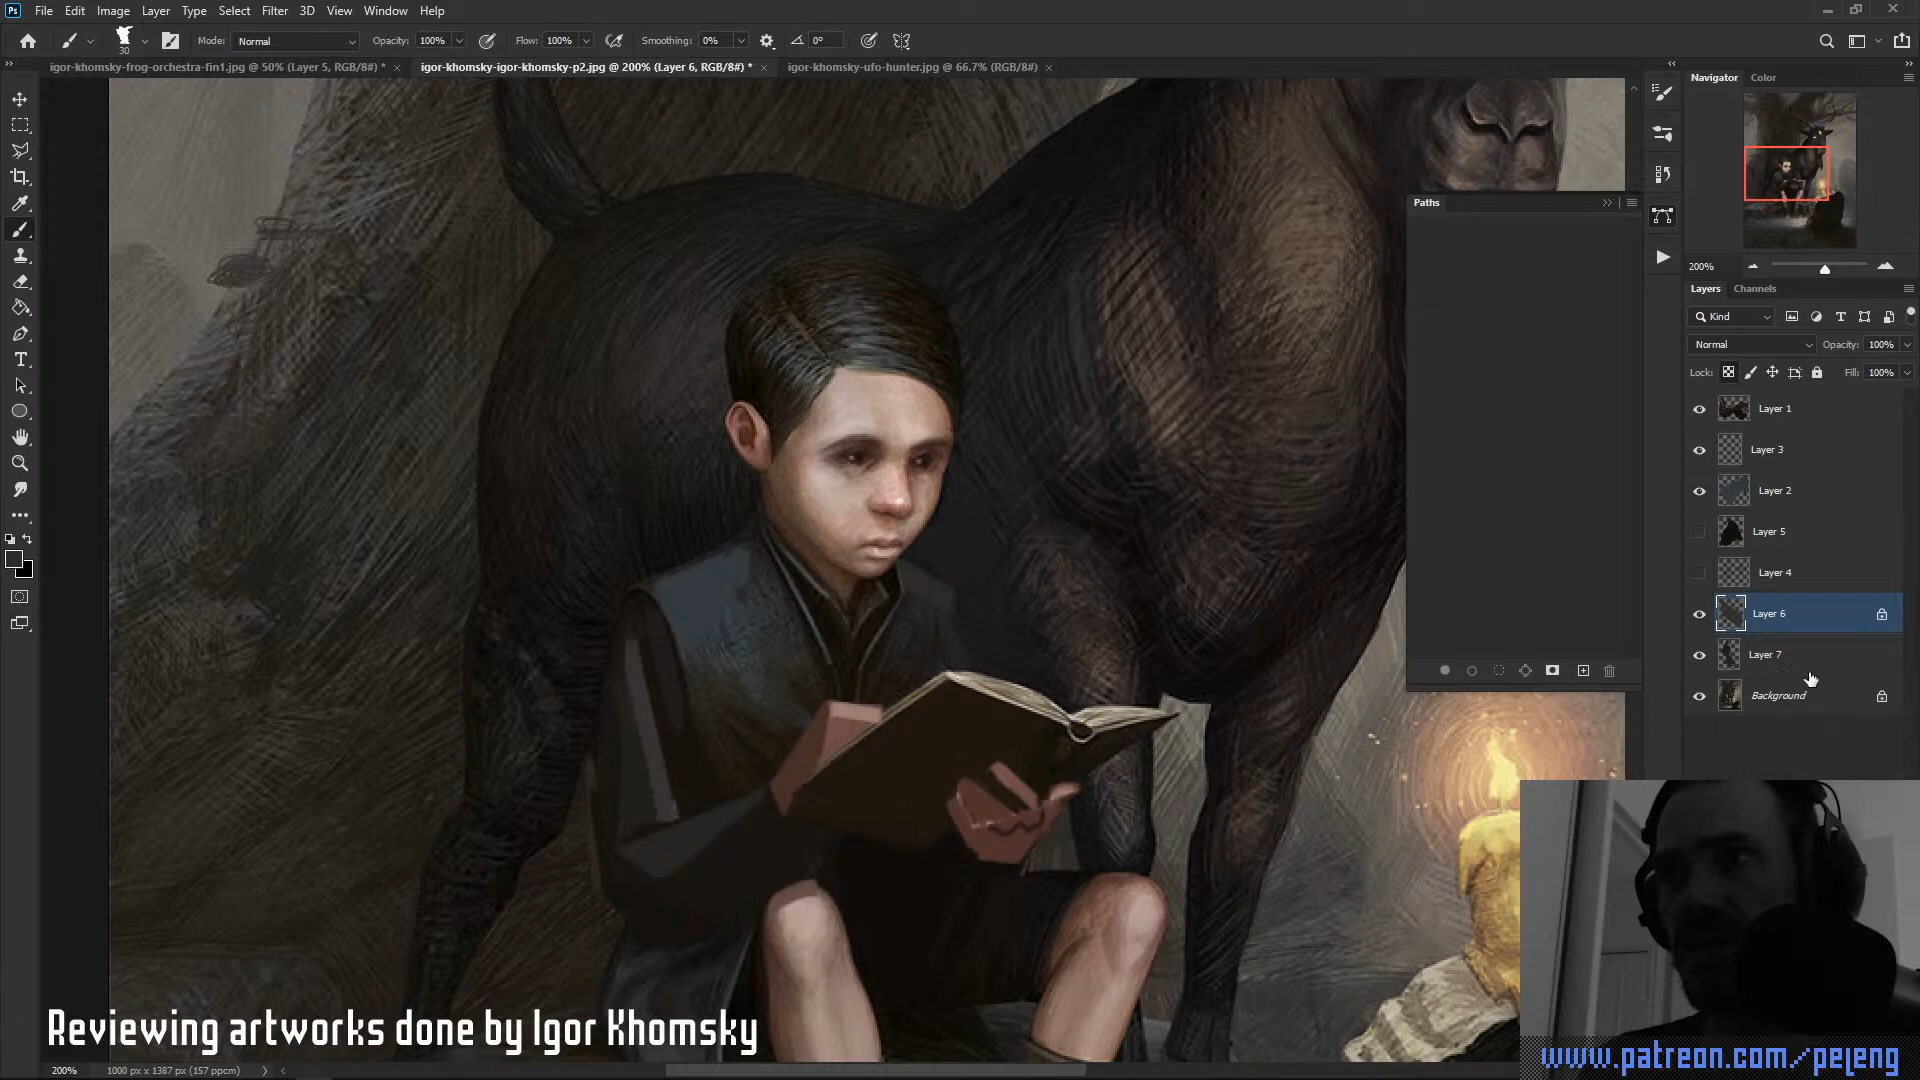 Ps File Edit Image Layer Type Select Filter 3D View Window Help
30 Mode: Normal Opacity: 100% Flow: 100% Smoothing: 0% 0°
igor-khomsky-frog-orchestra-fin1.jpg @ 50% (Layer 5, RGB/8#) * igor-khomsky-igor-khomsky-p2.jpg @ 200% (Layer 6, RGB/8#) * igor-khomsky-ufo-hunter.jpg @ 66.7% (RGB/8#)
Navigator Color
Paths
200%
Layers Channels
Kind
Normal Opacity: 100%
Lock: Fill: 100%
Layer 1
Layer 3
Layer 2
Layer 5
Layer 4
Layer 6
Layer 7
Background
Reviewing artworks done by Igor Khomsky
www.patreon.com/peleng
200% 1000 px x 1387 px (157 ppcm)